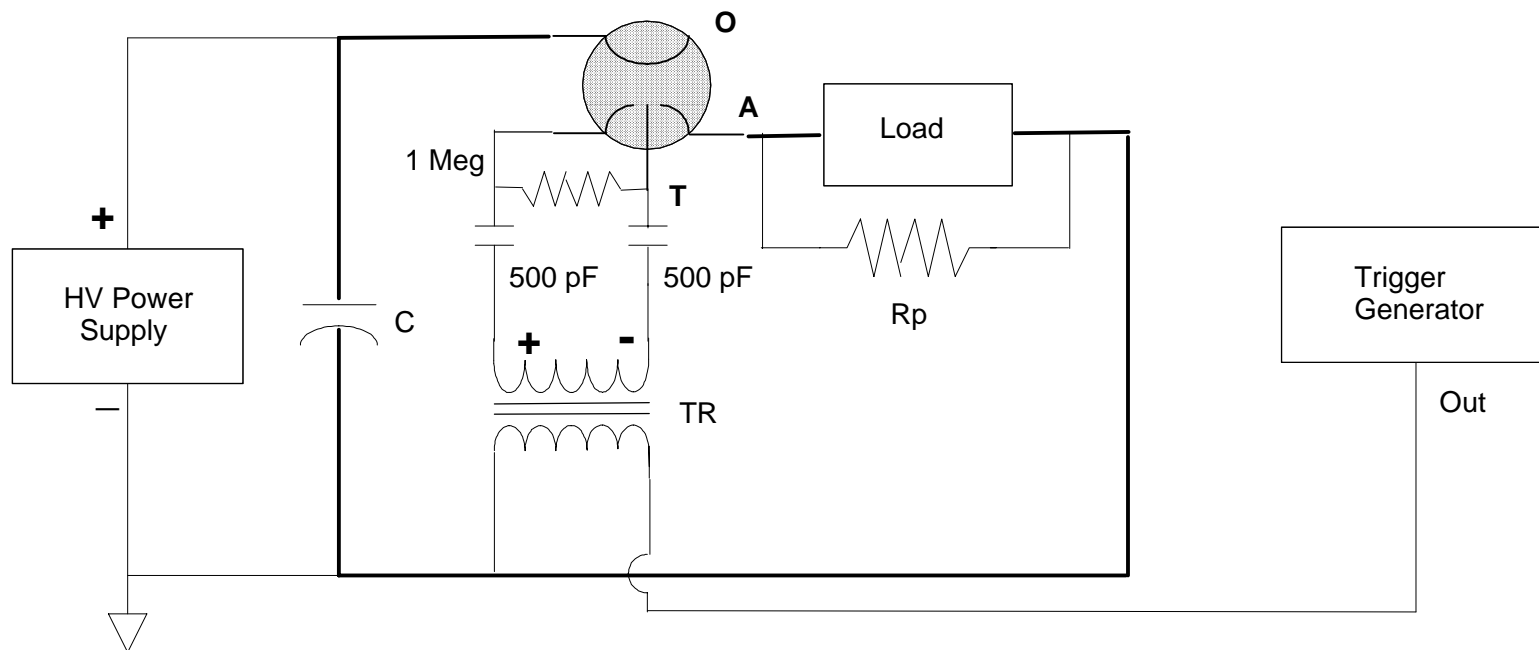 O
A
Load
1 Meg
T
+
HV Power
Supply
500 pF
500 pF
Trigger
Generator
C
Rp
+
-
–
TR
Out